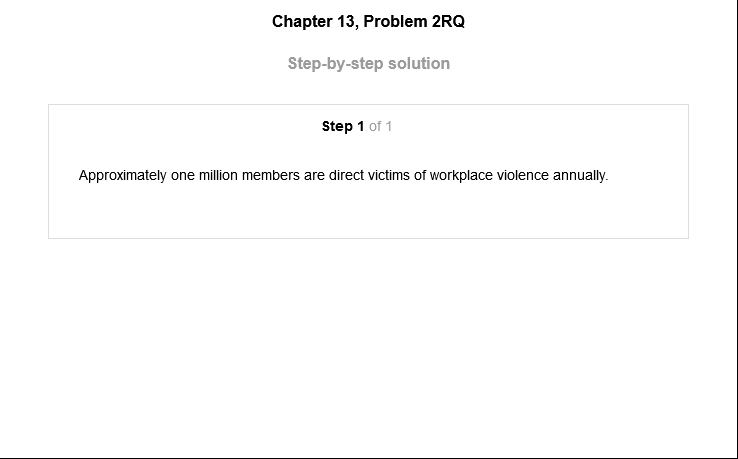 Chapter 13, Problem 2RQ
Step-by-step solution
Step 1 of 1
Approximately one million members are direct victims of workplace violence annually.